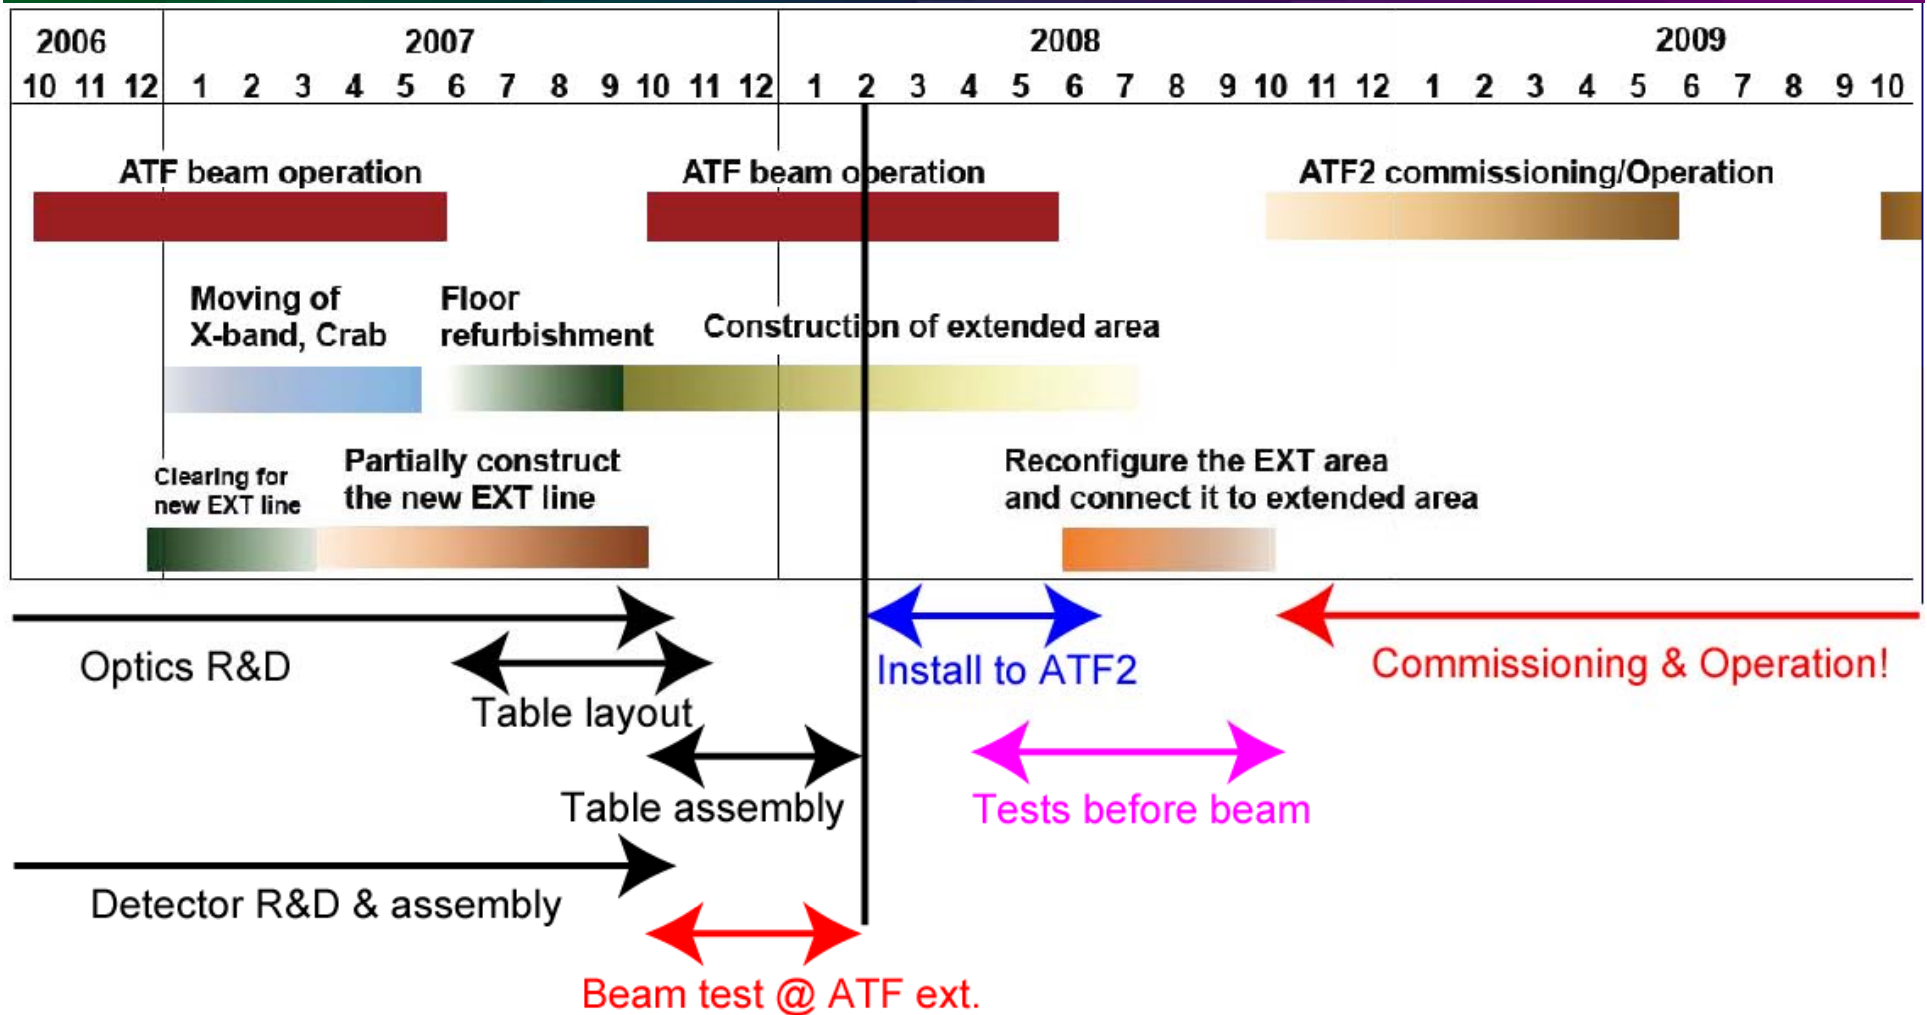 2006 2007 2008 2009
10 11 12 1 2 3 4 5 6 7 8 9 10 11 12 1 2 3 4 5 6 7 8 9 10 11 12 1 2 3 4 5 6 7 8 9 10
ATF beam operation ATF beam operation ATF2 commissioning/Operation
Moving of
X-band, Crab
Floor
refurbishment
Construction of extended area
Clearing for
new EXT line
Partially construct
the new EXT line
Reconfigure the EXT area
and connect it to extended area
Optics R&D
Install to ATF2
Commissioning & Operation!
Table layout
Table assembly
Tests before beam
Detector R&D & assembly
Beam test @ ATF ext.